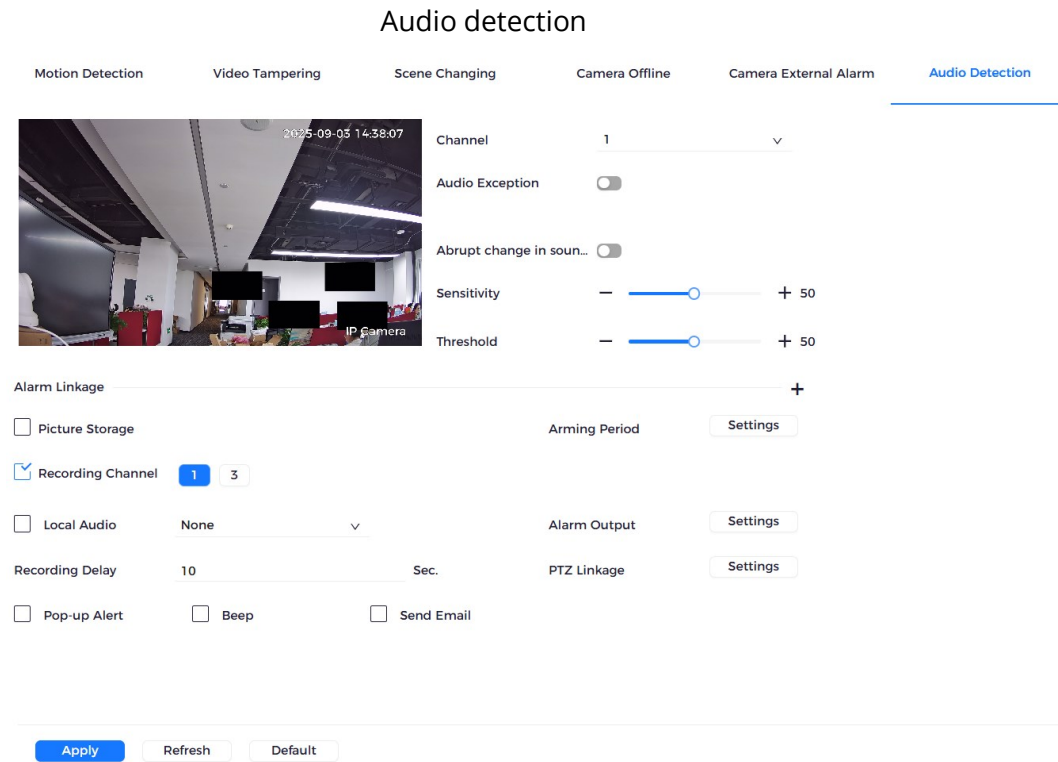 Audio detection
Motion Detection Video Tampering Scene Changing Camera Offline Camera External Alarm Audio Detection
2025-09-03 14:38:07
IP Camera
Channel 1
Audio Exception
Abrupt change in soun...
Sensitivity 50
Threshold 50
Alarm Linkage
Picture Storage Arming Period Settings
Recording Channel 1 3
Local Audio None Alarm Output Settings
Recording Delay 10 Sec. PTZ Linkage Settings
Pop-up Alert Beep Send Email
Apply Refresh Default